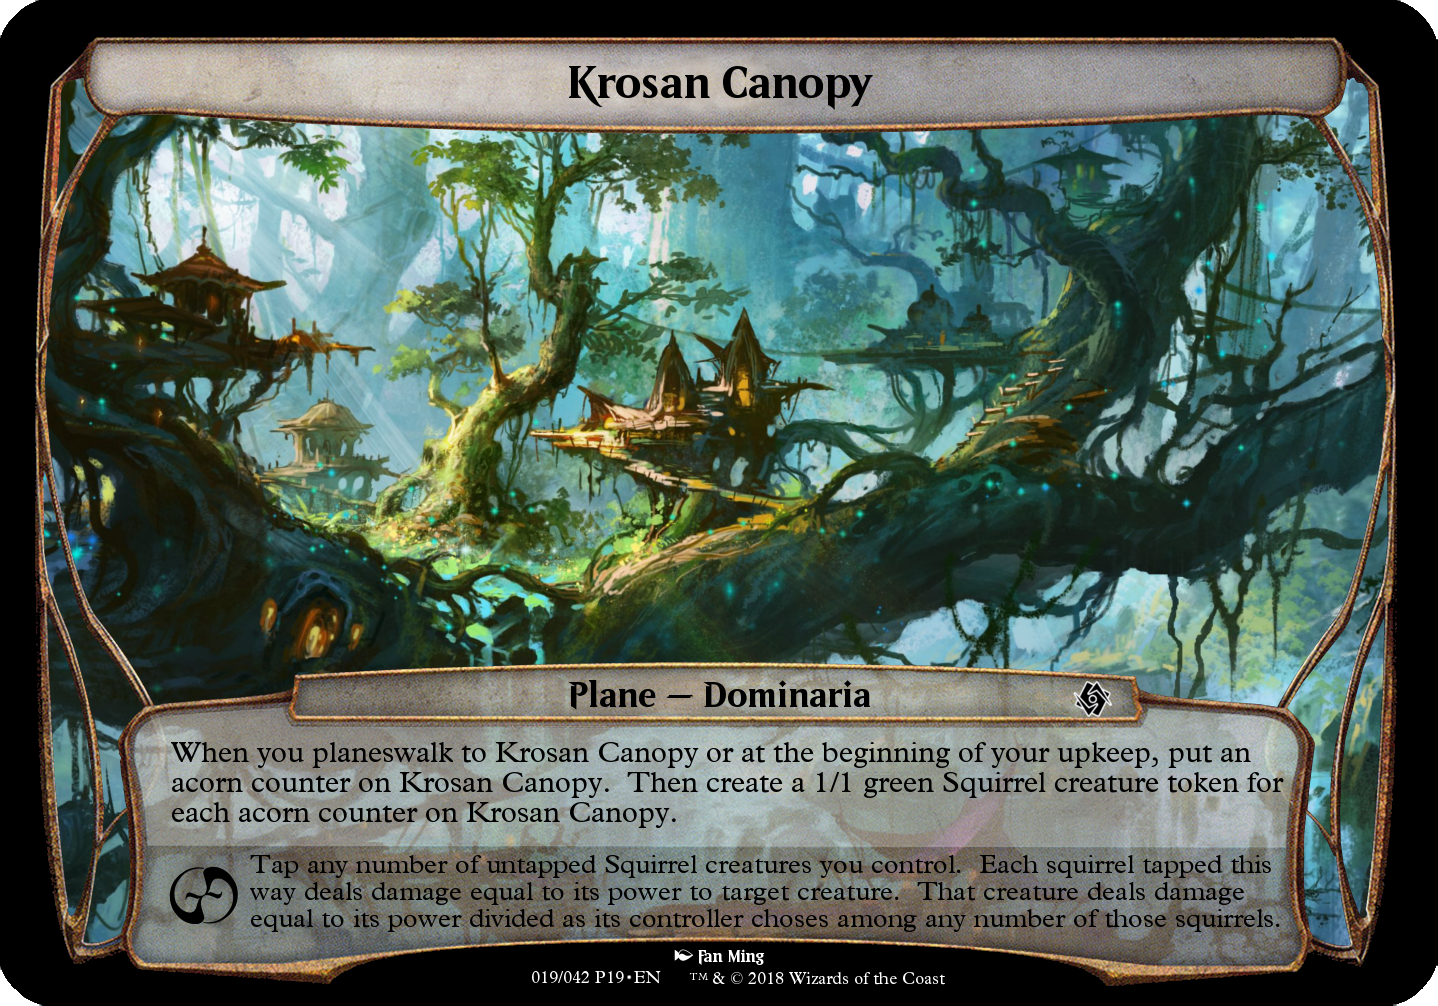 Krosan Canopy
Plane — Dominaria
When you planeswalk to Krosan Canopy or at the beginning of your upkeep, put an
acorn counter on Krosan Canopy.  Then create a 1/1 green Squirrel creature token for
each acorn counter on Krosan Canopy.
Tap any number of untapped Squirrel creatures you control.  Each squirrel tapped this
way deals damage equal to its power to target creature.  That creature deals damage
equal to its power divided as its controller choses among any number of those squirrels.
Fan Ming
019/042 P19•EN ™ & © 2018 Wizards of the Coast